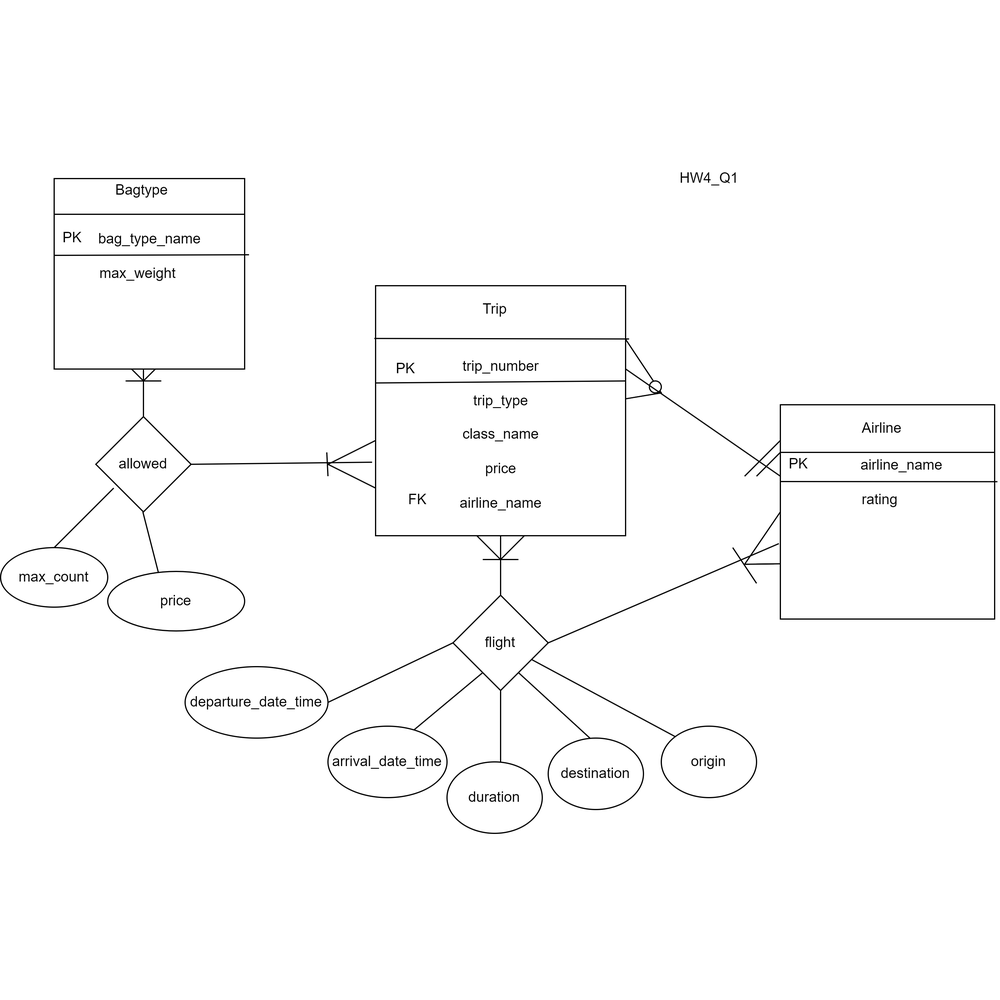 HW4_Q1
Bagtype
PK bag_type_name
max_weight
Trip
PK trip_number
trip_type
class_name
price
FK airline_name
Airline
PK airline_name
rating
allowed
max_count
price
flight
departure_date_time
arrival_date_time
duration
destination
origin